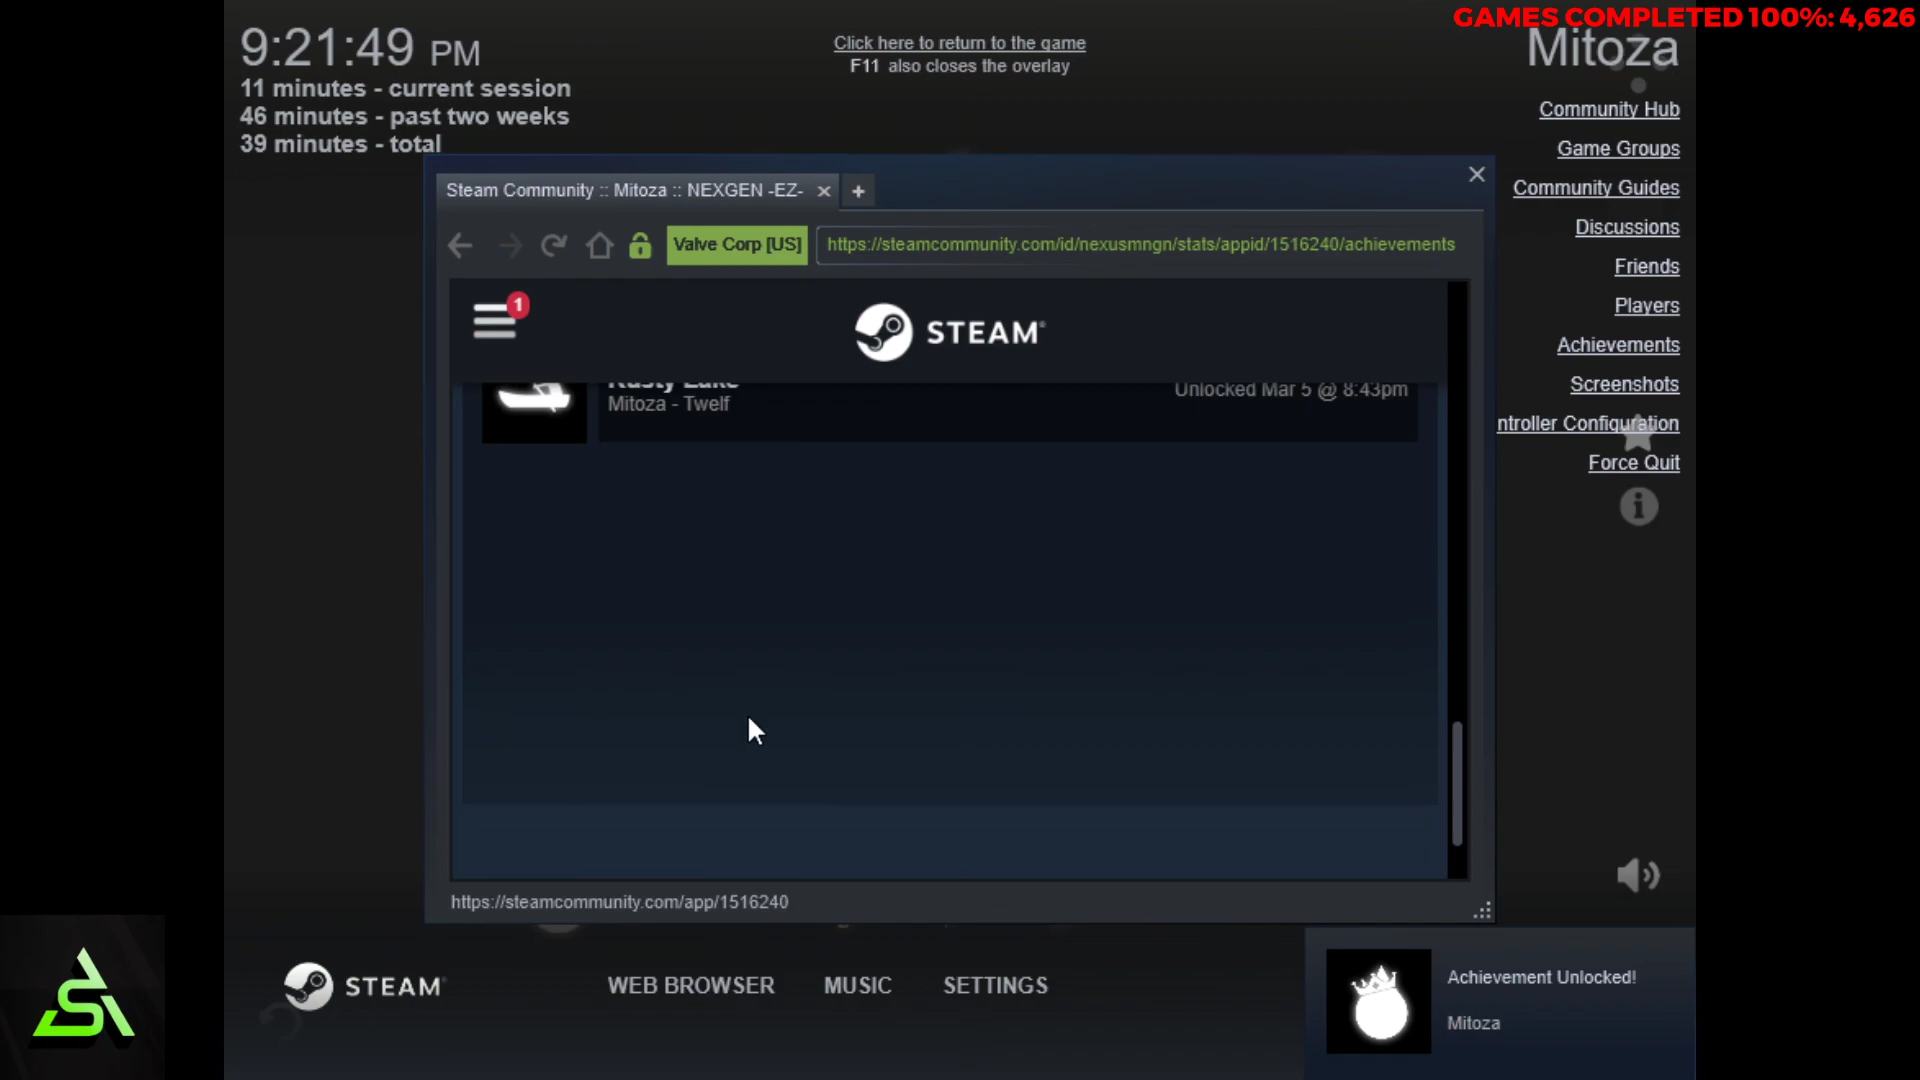 GAMES COMPLETED 100%: 4,626
9:21:49 PM
11 minutes - current session
46 minutes - past two weeks
39 minutes - total
Click here to return to the game
F11 also closes the overlay
Mitoza
Community Hub
Game Groups
Community Guides
Discussions
Friends
Players
Achievements
Screenshots
ntroller Configuration
Force Quit
Steam Community :: Mitoza :: NEXGEN -EZ-
Valve Corp [US]
https://steamcommunity.com/id/nexusmngn/stats/appid/1516240/achievements
1
STEAM®
Rusty Lake
Mitoza - Twelf
Unlocked Mar 5 @ 8:43pm
https://steamcommunity.com/app/1516240
STEAM
WEB BROWSER
MUSIC
SETTINGS
Achievement Unlocked!
Mitoza